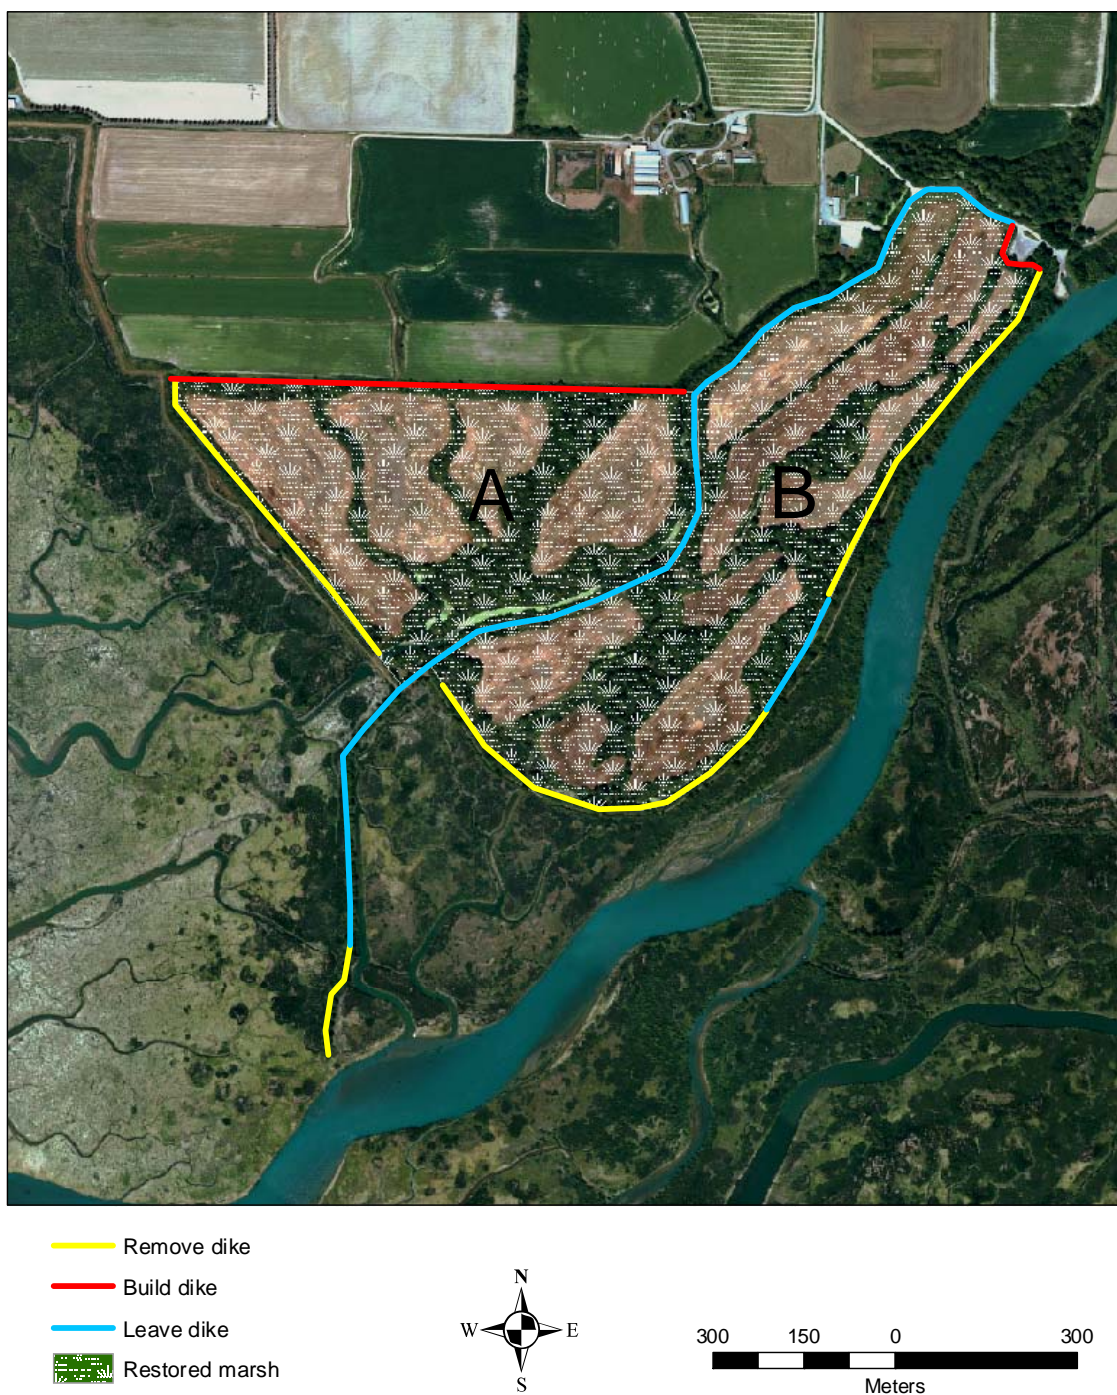 A
B
Remove dike
Build dike
Leave dike
Restored marsh
N
W E
S
300 150 0 300
Meters